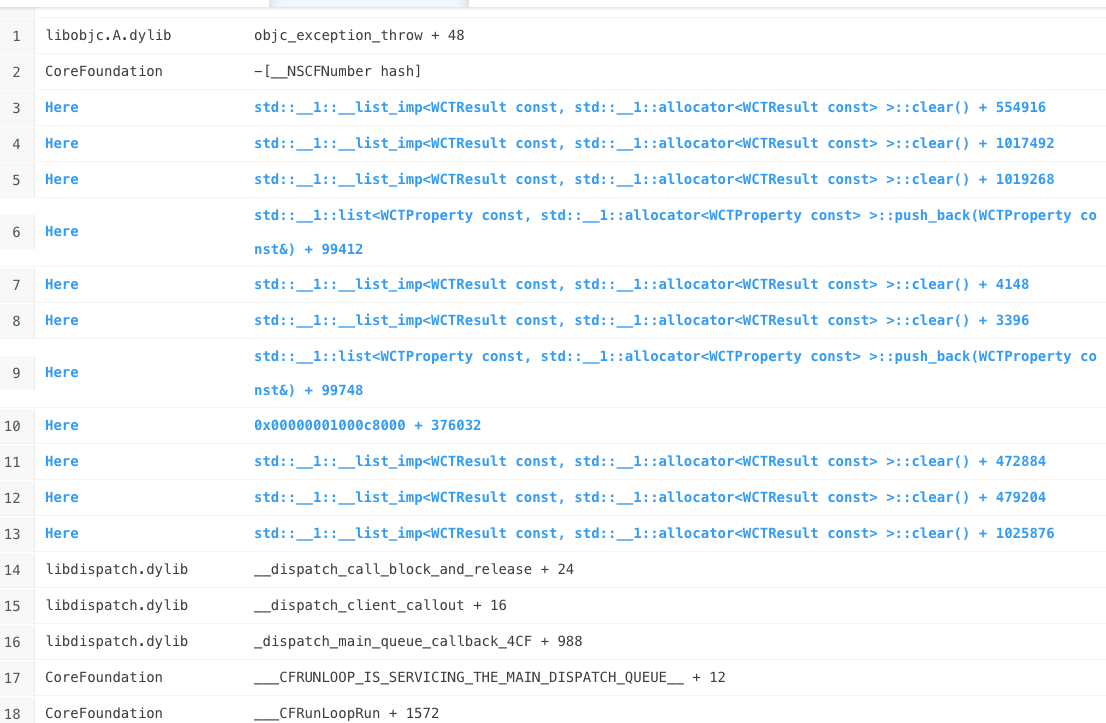 1 libobjc.A.dylib objc_exception_throw + 48
2 CoreFoundation -[__NSCFNumber hash]
3 Here std::__1::__list_imp<WCTResult const, std::__1::allocator<WCTResult const> >::clear() + 554916
4 Here std::__1::__list_imp<WCTResult const, std::__1::allocator<WCTResult const> >::clear() + 1017492
5 Here std::__1::__list_imp<WCTResult const, std::__1::allocator<WCTResult const> >::clear() + 1019268
6 Here std::__1::list<WCTProperty const, std::__1::allocator<WCTProperty const> >::push_back(WCTProperty co
nst&) + 99412
7 Here std::__1::__list_imp<WCTResult const, std::__1::allocator<WCTResult const> >::clear() + 4148
8 Here std::__1::__list_imp<WCTResult const, std::__1::allocator<WCTResult const> >::clear() + 3396
9 Here std::__1::list<WCTProperty const, std::__1::allocator<WCTProperty const> >::push_back(WCTProperty co
nst&) + 99748
10 Here 0x00000001000c8000 + 376032
11 Here std::__1::__list_imp<WCTResult const, std::__1::allocator<WCTResult const> >::clear() + 472884
12 Here std::__1::__list_imp<WCTResult const, std::__1::allocator<WCTResult const> >::clear() + 479204
13 Here std::__1::__list_imp<WCTResult const, std::__1::allocator<WCTResult const> >::clear() + 1025876
14 libdispatch.dylib __dispatch_call_block_and_release + 24
15 libdispatch.dylib __dispatch_client_callout + 16
16 libdispatch.dylib _dispatch_main_queue_callback_4CF + 988
17 CoreFoundation ___CFRUNLOOP_IS_SERVICING_THE_MAIN_DISPATCH_QUEUE__ + 12
18 CoreFoundation ___CFRunLoopRun + 1572